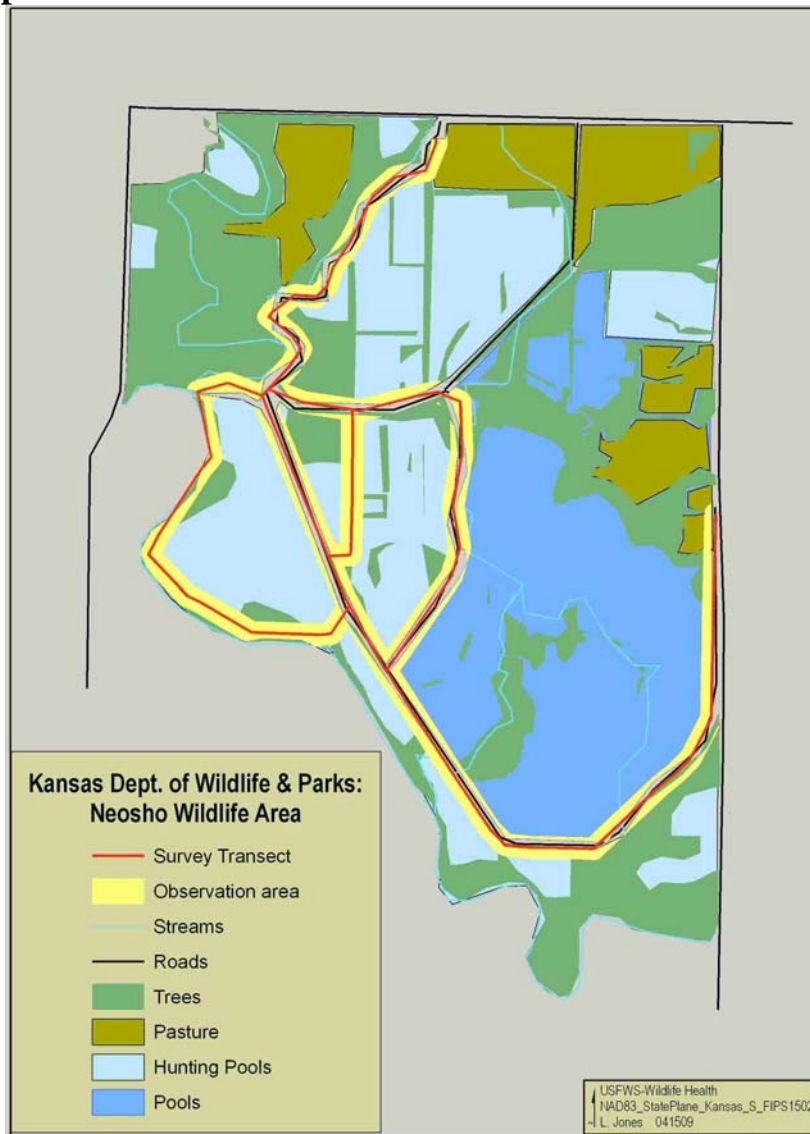 Kansas Dept. of Wildlife & Parks:
Neosho Wildlife Area
Survey Transect
Observation area
Streams
Roads
Trees
Pasture
Hunting Pools
Pools
USFWS-Wildlife Health
NAD83_StatePlane_Kansas_S_FIPS1502
L. Jones 041509